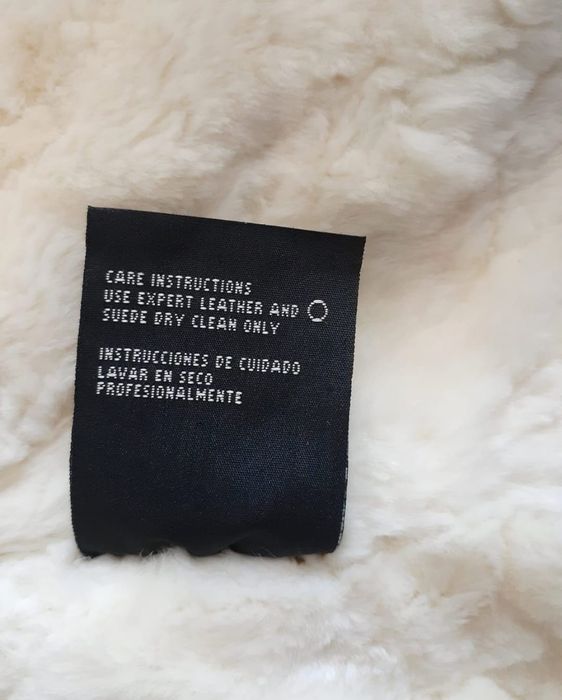 CARE INSTRUCTIONS
USE EXPERT LEATHER AND
SUEDE DRY CLEAN ONLY
INSTRUCCIONES DE CUIDADO
LAVAR EN SECO
PROFESIONALMENTE